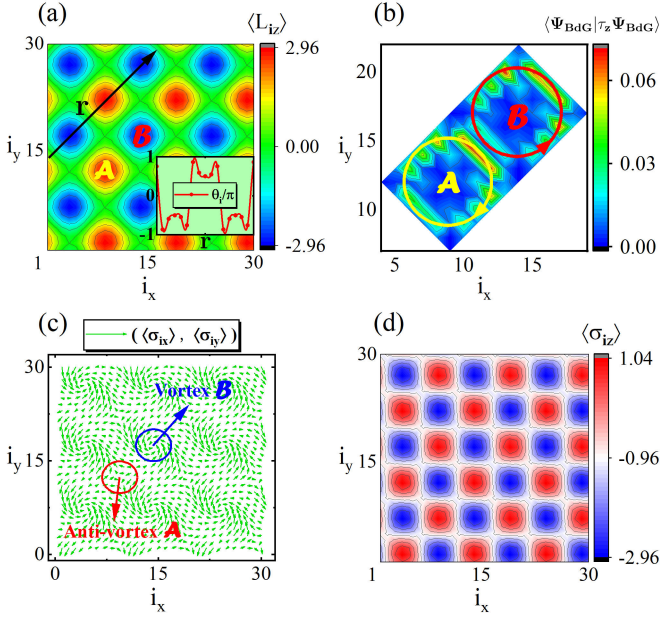 (a)
⟨L_iz⟩
30
i_y 15
1
1 15 30
i_x
r
A
B
1
0
-1
θ_i/π
r
2.96
0.00
-2.96
(b)
⟨Ψ_BdG|τ_zΨ_BdG⟩
20
i_y 15
10
5 10 15
i_x
A
B
0.06
0.03
0.00
(c)
(⟨σ_ix⟩ , ⟨σ_iy⟩)
30
i_y 15
0
0 15 30
i_x
Vortex B
Anti-vortex A
(d)
⟨σ_iz⟩
30
i_y 15
1 15 30
i_x
1.04
-0.96
-2.96